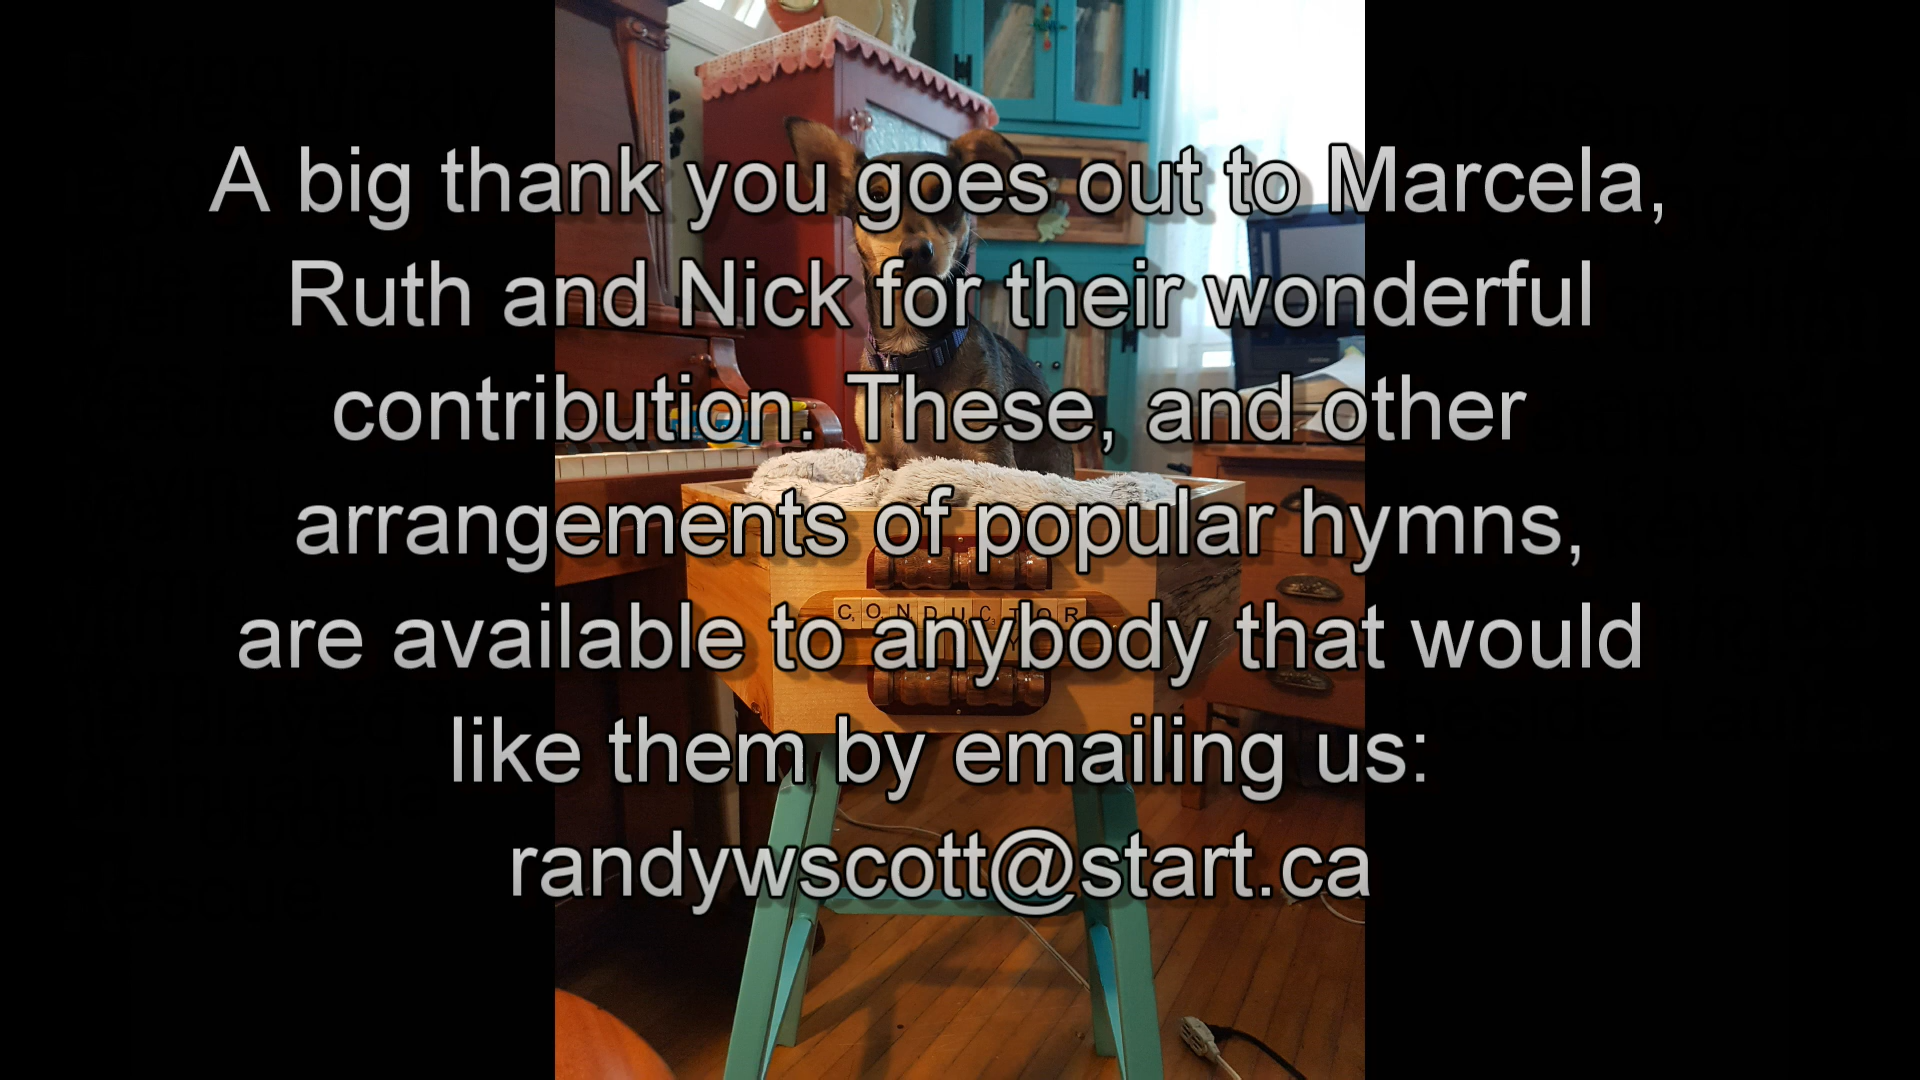 A big thank you goes out to Marcela,
Ruth and Nick for their wonderful
contribution. These, and other
arrangements of popular hymns,
are available to anybody that would
like them by emailing us:
randywscott@start.ca
CONDUCTOR